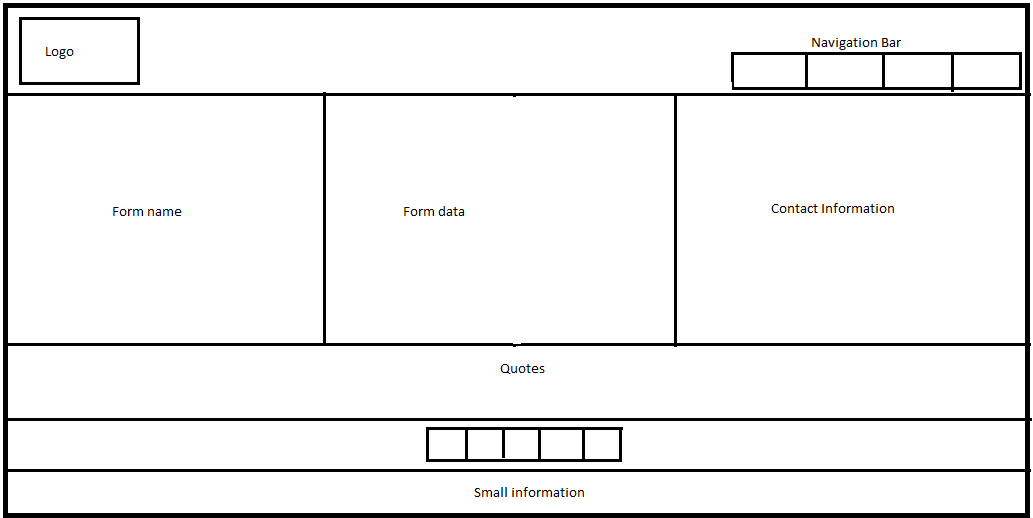 Logo
Navigation Bar
Form name
Form data
Contact Information
Quotes
Small information